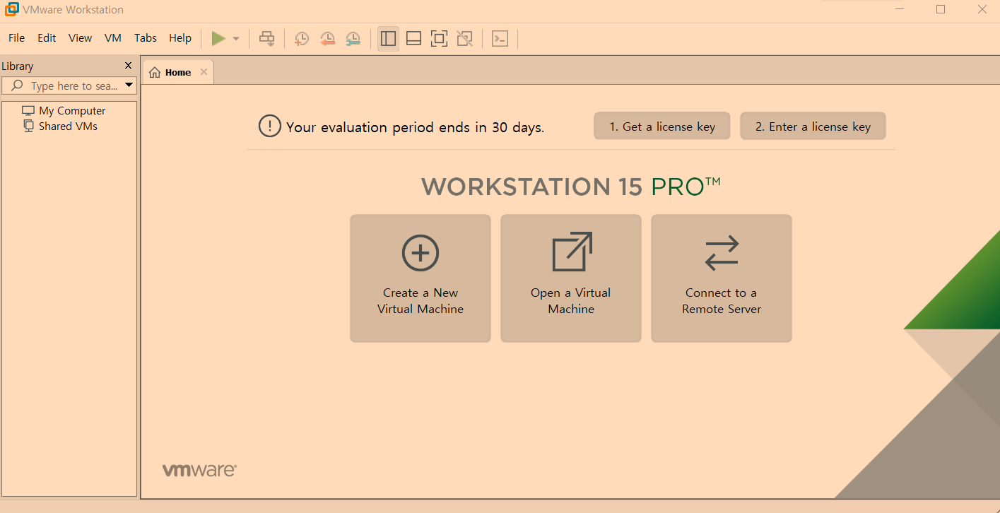 VMware Workstation
File Edit View VM Tabs Help
Library
Type here to sea...
My Computer
Shared VMs
Home
Your evaluation period ends in 30 days.
1. Get a license key
2. Enter a license key
WORKSTATION 15 PRO™
Create a New
Virtual Machine
Open a Virtual
Machine
Connect to a
Remote Server
vmware®